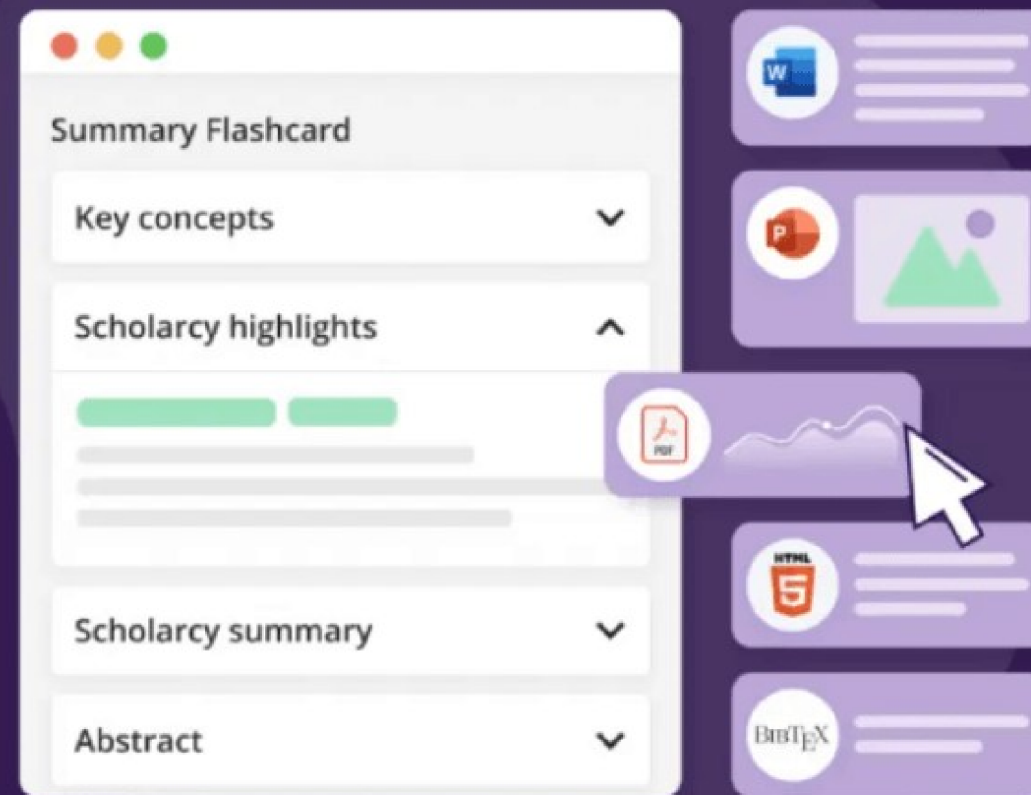 Summary Flashcard
Key concepts
Scholarcy highlights
Scholarcy summary
Abstract
W
P
PDF
HTML
5
BIBTEX